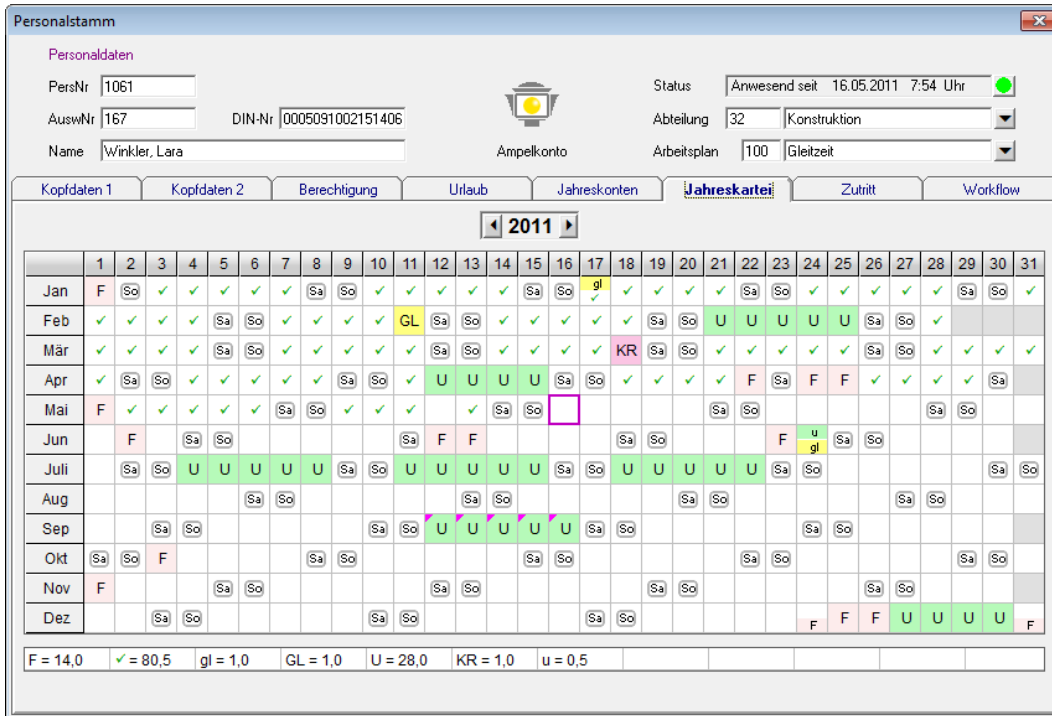 Personalstamm
Personaldaten
PersNr 1061
Status Anwesend seit 16.05.2011 7:54 Uhr
AuswNr 167 DIN-Nr 0005091002151406
Abteilung 32 Konstruktion
Name Winkler, Lara
Ampelkonto
Arbeitsplan 100 Gleitzeit
Kopfdaten 1 Kopfdaten 2 Berechtigung Urlaub Jahreskonten Jahreskartei Zutritt Workflow
2011
1 2 3 4 5 6 7 8 9 10 11 12 13 14 15 16 17 18 19 20 21 22 23 24 25 26 27 28 29 30 31
Jan F So ✓ ✓ ✓ ✓ ✓ Sa So ✓ ✓ ✓ ✓ ✓ Sa So gl ✓ ✓ ✓ ✓ ✓ Sa So ✓ ✓ ✓ ✓ ✓ Sa So ✓
Feb ✓ ✓ ✓ ✓ Sa So ✓ ✓ ✓ ✓ GL Sa So ✓ ✓ ✓ ✓ ✓ Sa So U U U U U Sa So ✓
Mär ✓ ✓ ✓ ✓ Sa So ✓ ✓ ✓ ✓ ✓ Sa So ✓ ✓ ✓ ✓ KR Sa So ✓ ✓ ✓ ✓ ✓ Sa So ✓ ✓ ✓ ✓
Apr ✓ Sa So ✓ ✓ ✓ ✓ ✓ Sa So ✓ U U U U Sa So ✓ ✓ ✓ ✓ F Sa F F ✓ ✓ ✓ ✓ Sa
Mai F ✓ ✓ ✓ ✓ ✓ Sa So ✓ ✓ ✓ ✓ Sa So Sa So Sa So
Jun F Sa So Sa F F Sa So F u gl Sa So
Juli Sa So U U U U U Sa So U U U U U Sa So U U U U U Sa So Sa So
Aug Sa So Sa So Sa So Sa So
Sep Sa So Sa So U U U U U Sa So Sa So
Okt Sa So F Sa So Sa So Sa So Sa So
Nov F Sa So Sa So Sa So Sa So
Dez Sa So Sa So Sa So F F F U U U U F
F = 14,0 ✓ = 80,5 gl = 1,0 GL = 1,0 U = 28,0 KR = 1,0 u = 0,5